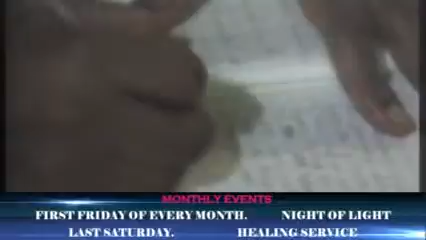 MONTHLY EVENTS
FIRST FRIDAY OF EVERY MONTH. NIGHT OF LIGHT
LAST SATURDAY. HEALING SERVICE